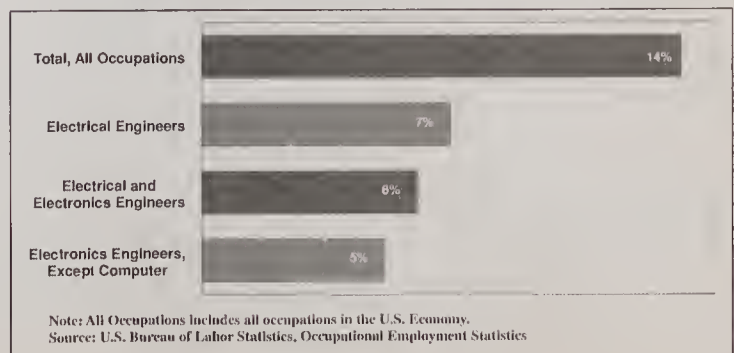 Total, All Occupations
14%
Electrical Engineers
7%
Electrical and
Electronics Engineers
6%
Electronics Engineers,
Except Computer
5%
Note: All Occupations includes all occupations in the U.S. Economy.
Source: U.S. Bureau of Labor Statistics, Occupational Employment Statistics